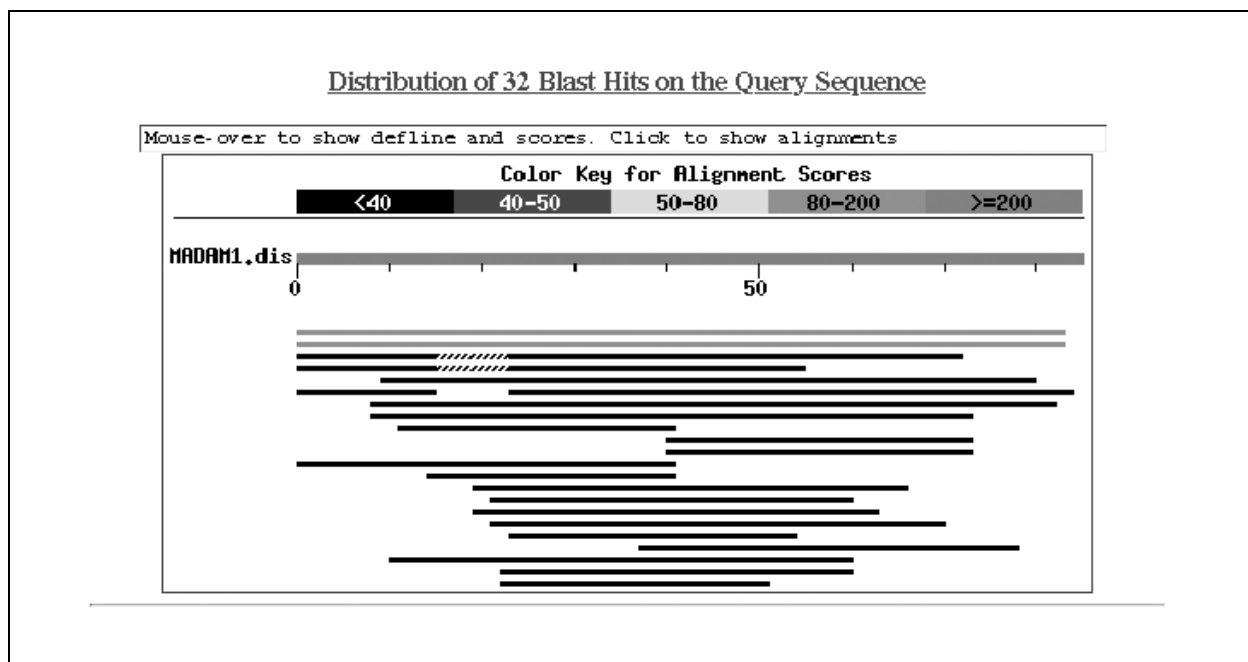 Distribution of 32 Blast Hits on the Query Sequence
Mouse-over to show defline and scores. Click to show alignments
Color Key for Alignment Scores
<40 40-50 50-80 80-200 >=200
MADAM1.dis
0 50